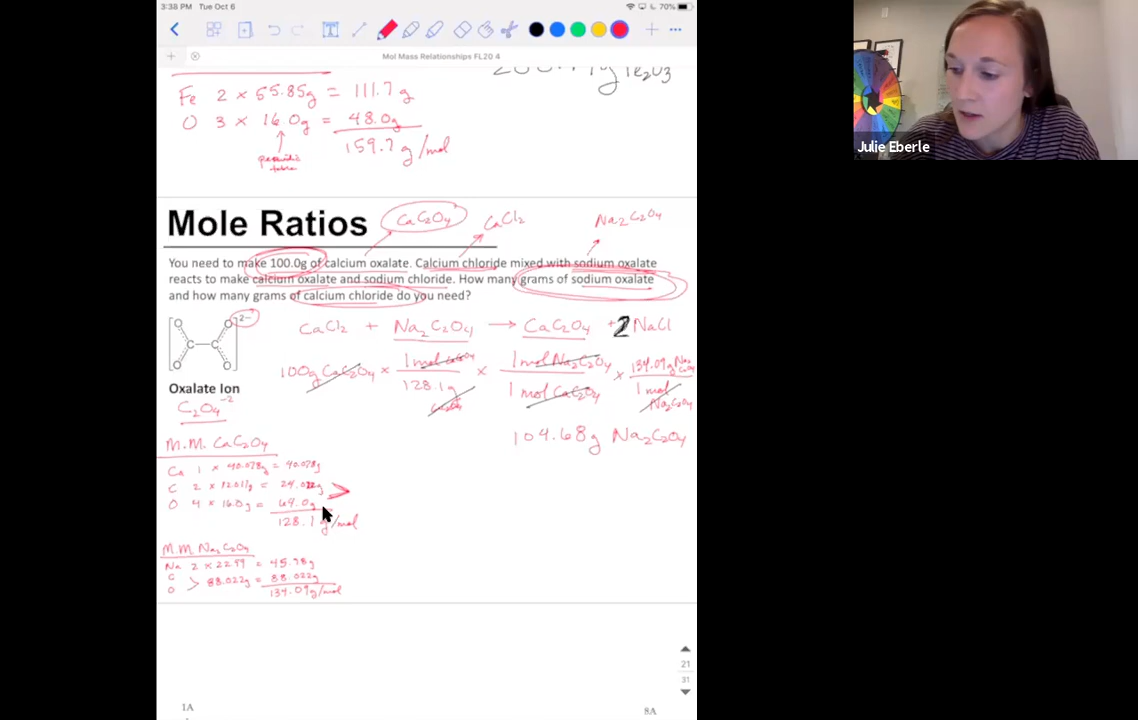 3:38 PM Tue Oct 6
70%
Mol Mass Relationships FL20 4
Fe 2 × 55.85g = 111.7g
O 3 × 16.0g = 48.0g
159.7 g/mol
periodic table
Fe2O3
Mole Ratios
CaC2O4
CaCl2
Na2C2O4
You need to make 100.0g of calcium oxalate. Calcium chloride mixed with sodium oxalate
reacts to make calcium oxalate and sodium chloride. How many grams of sodium oxalate
and how many grams of calcium chloride do you need?
O O 2−
C C
O O
Oxalate Ion
C2O4 -2
CaCl2 + Na2C2O4 → CaC2O4 + 2 NaCl
100g CaC2O4 × 1 mol CaC2O4 / 128.1g CaC2O4 × 1 mol Na2C2O4 / 1 mol CaC2O4 × 134.09g Na2C2O4 / 1 mol Na2C2O4
104.68g Na2C2O4
M.M. CaC2O4
Ca 1 × 40.078g = 40.078g
C 2 × 12.011g = 24.022g
O 4 × 16.0g = 64.0g
128.1 g/mol
M.M Na2C2O4
Na 2 × 22.99 = 45.98g
C
O > 88.022g = 88.022g
134.09g/mol
21
31
1A
8A
Julie Eberle